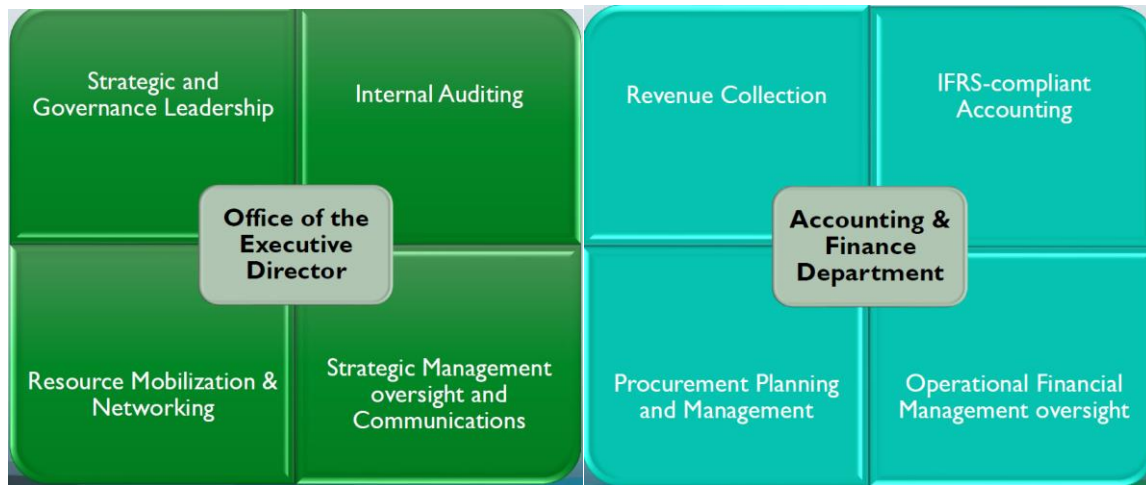 Strategic and
Governance Leadership
Internal Auditing
Office of the
Executive
Director
Resource Mobilization &
Networking
Strategic Management
oversight and
Communications
Revenue Collection
IFRS-compliant
Accounting
Accounting &
Finance
Department
Procurement Planning
and Management
Operational Financial
Management oversight